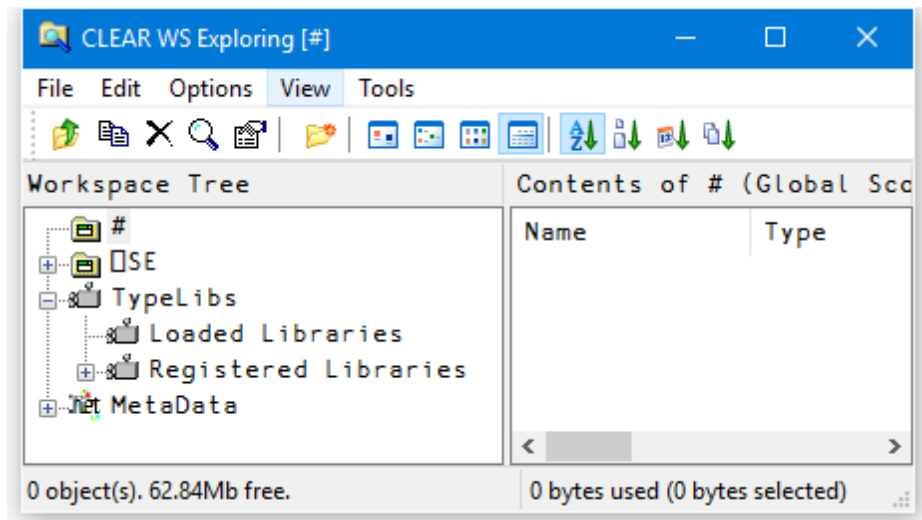 CLEAR WS Exploring [#]
File Edit Options View Tools
Workspace Tree
Contents of # (Global Sco
#
⎕SE
TypeLibs
Loaded Libraries
Registered Libraries
.net MetaData
Name Type
0 object(s). 62.84Mb free.
0 bytes used (0 bytes selected)